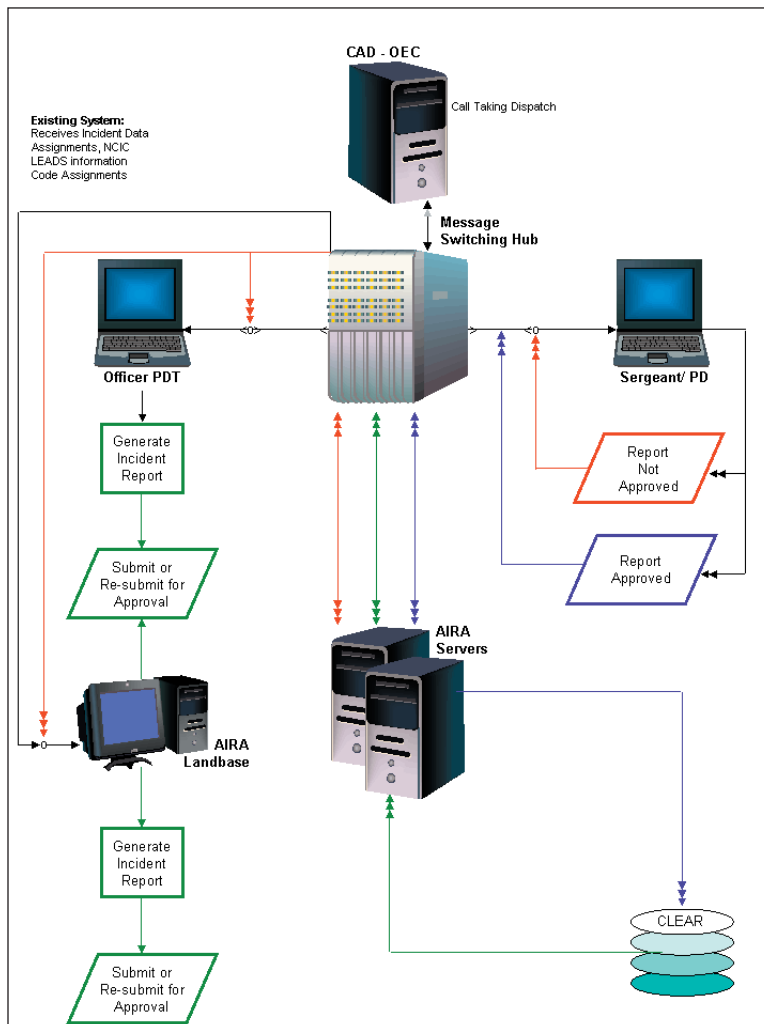 CAD - OEC
Call Taking Dispatch
Existing System:
Receives Incident Data
Assignments, NCIC
LEADS information
Code Assignments
Message
Switching Hub
Officer PDT
Sergeant/ PD
Generate
Incident
Report
Report
Not
Approved
Submit or
Re-submit for
Approval
Report
Approved
AIRA
Servers
AIRA
Landbase
Generate
Incident
Report
CLEAR
Submit or
Re-submit for
Approval